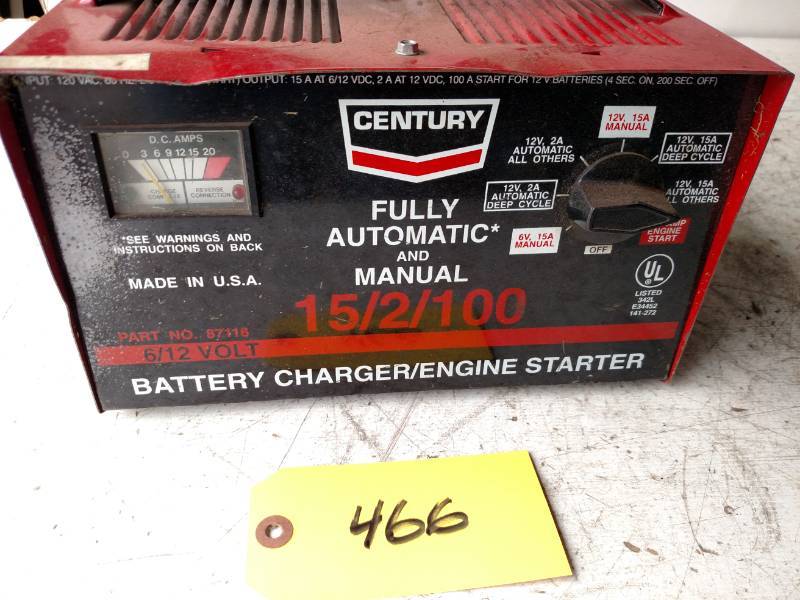 INPUT: 120 VAC, 60 HZ, OUTPUT: 15 A AT 6/12 VDC, 2 A AT 12 VDC, 100 A START FOR 12 V BATTERIES (4 SEC. ON, 200 SEC. OFF)
D.C. AMPS
0 3 6 9 12 15 20
CHARGE COMPLETE
REVERSE CONNECTION
*SEE WARNINGS AND
INSTRUCTIONS ON BACK
MADE IN U.S.A.
CENTURY
FULLY
AUTOMATIC*
AND
MANUAL
15/2/100
12V, 15A
MANUAL
12V, 2A
AUTOMATIC
ALL OTHERS
12V, 15A
AUTOMATIC
DEEP CYCLE
12V, 2A
AUTOMATIC
DEEP CYCLE
12V, 15A
AUTOMATIC
ALL OTHERS
6V, 15A
MANUAL
OFF
ENGINE
START
UL
®
LISTED
342L
E34452
141-272
PART NO. 87118
6/12 VOLT
BATTERY CHARGER/ENGINE STARTER
466